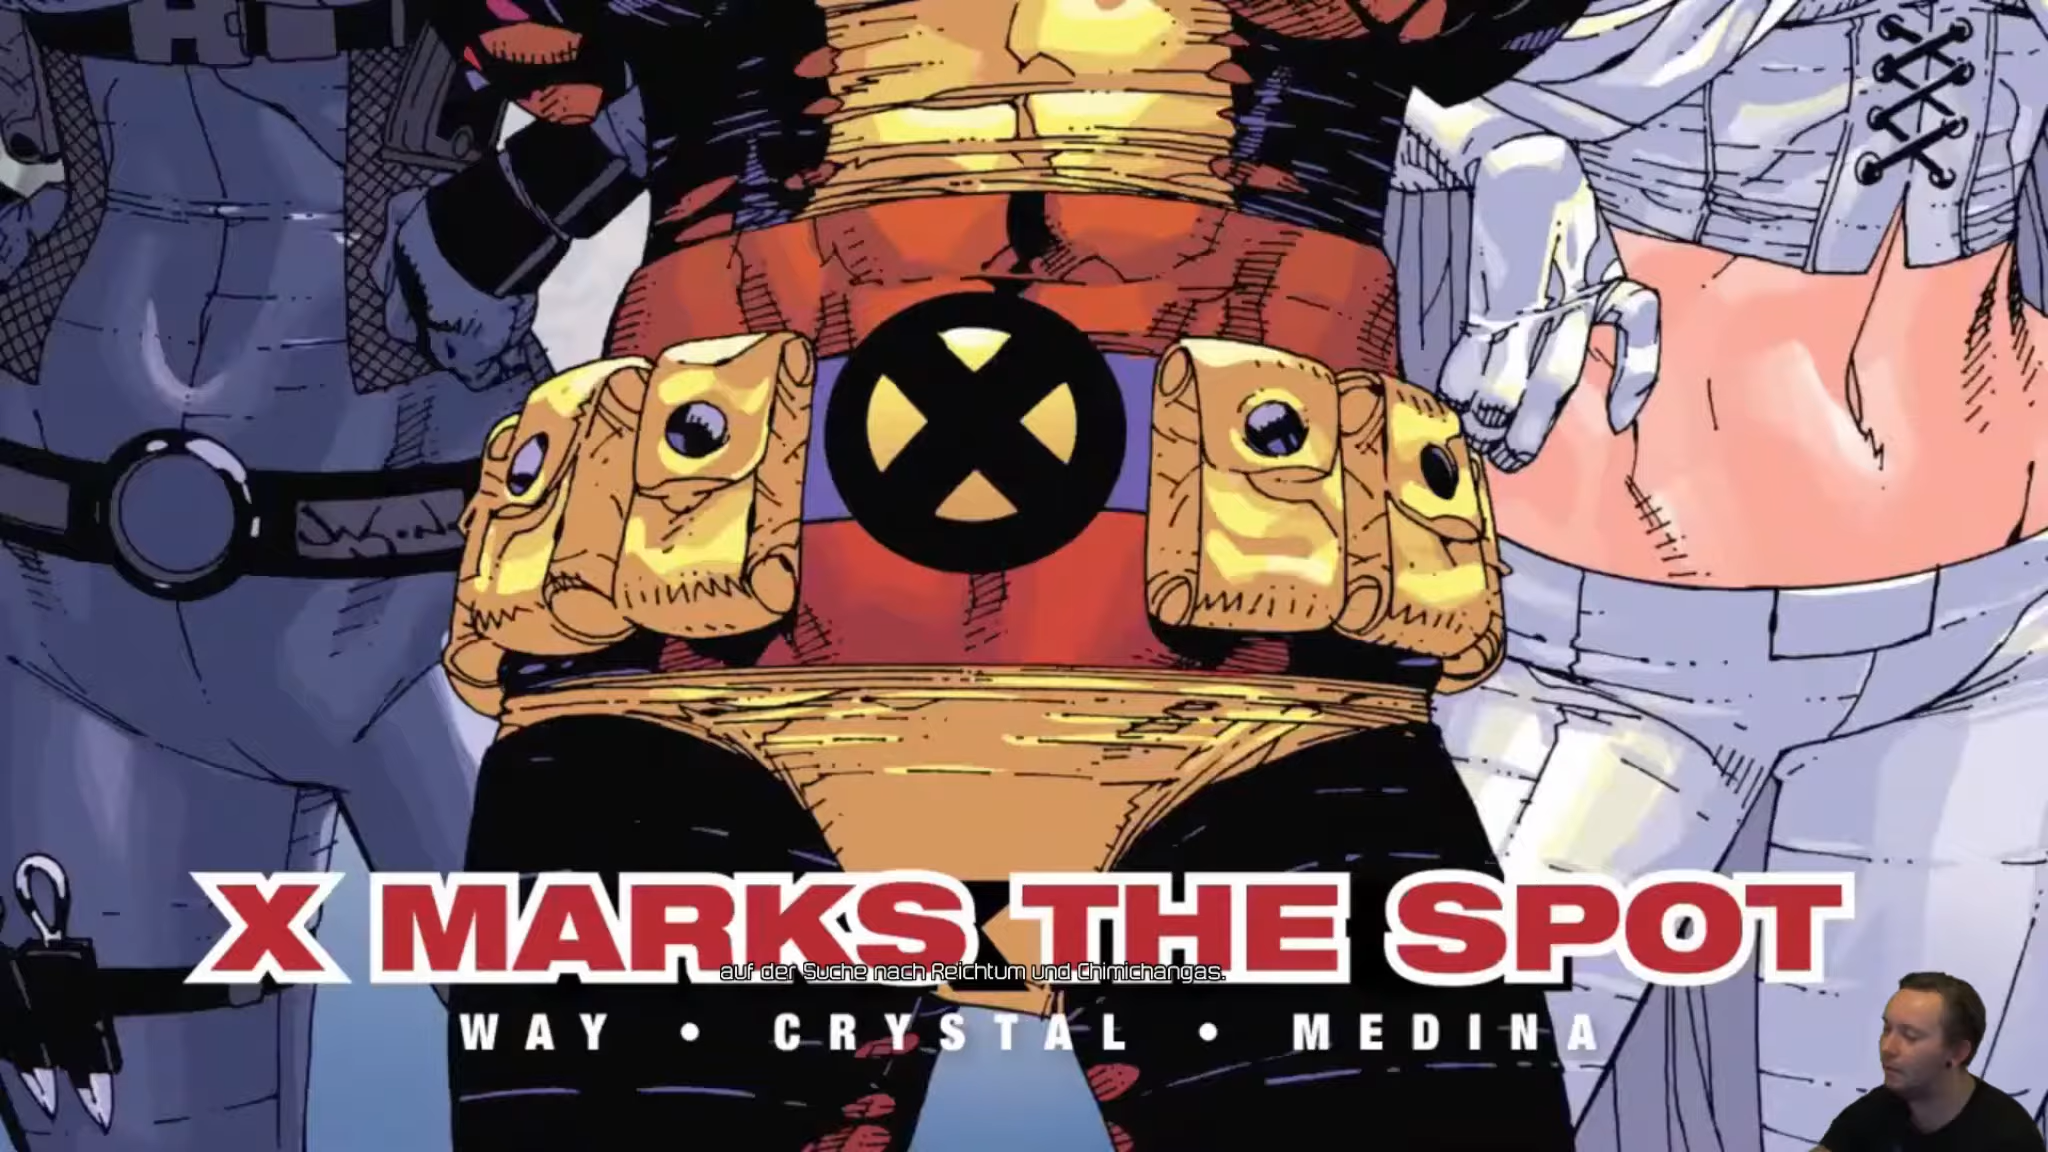 X MARKS THE SPOT
auf der Suche nach Reichtum und Chimichangas.
WAY • CRYSTAL • MEDINA